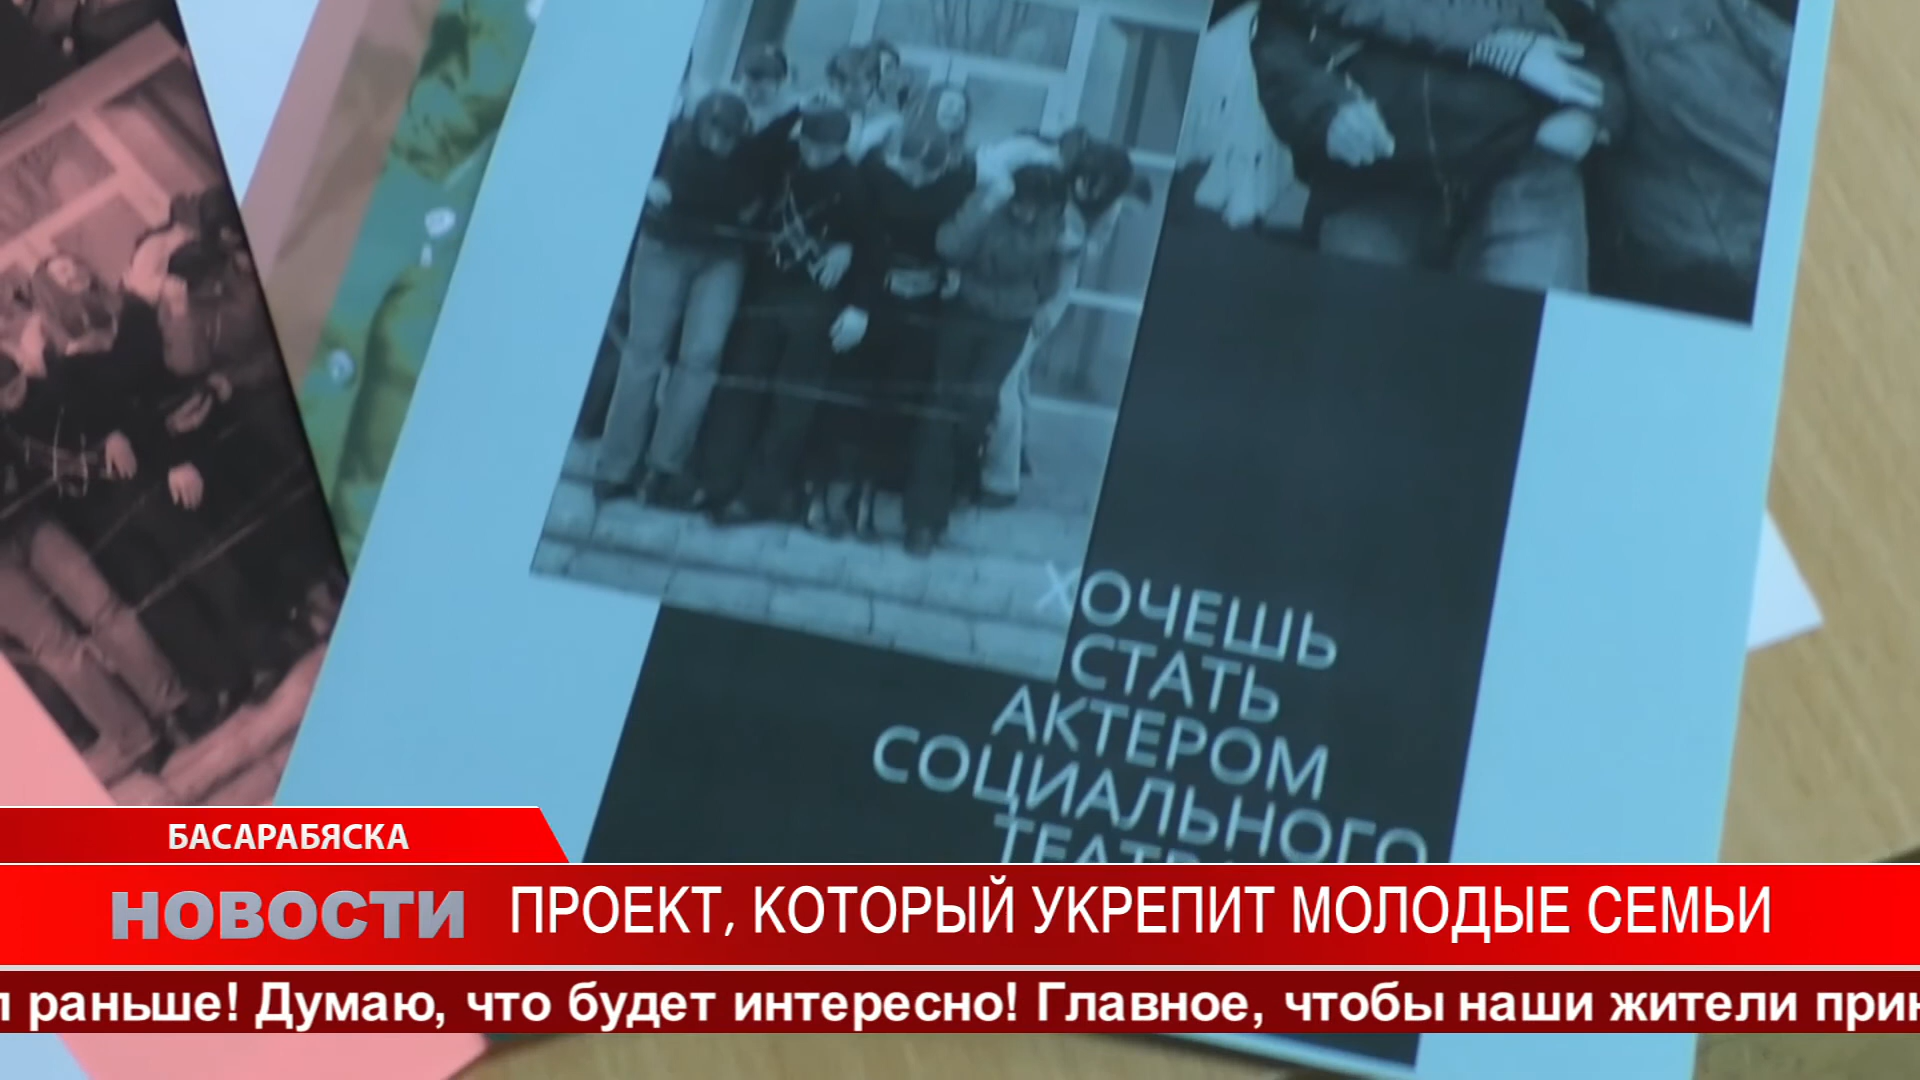 ХОЧЕШЬ
СТАТЬ
АКТЕРОМ
СОЦИАЛЬНОГО
БАСАРАБЯСКА
НОВОСТИ
ПРОЕКТ, КОТОРЫЙ УКРЕПИТ МОЛОДЫЕ СЕМЬИ
раньше! Думаю, что будет интересно! Главное, чтобы наши жители